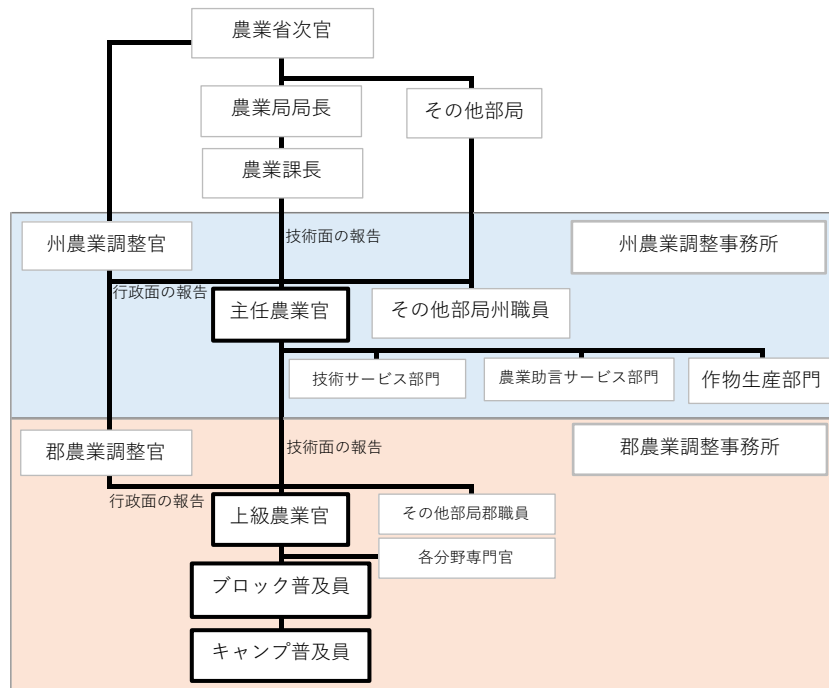 農業省次官
農業局局長
その他部局
農業課長
州農業調整官
技術面の報告
州農業調整事務所
行政面の報告
主任農業官
その他部局州職員
技術サービス部門
農業助言サービス部門
作物生産部門
郡農業調整官
技術面の報告
郡農業調整事務所
行政面の報告
上級農業官
その他部局郡職員
各分野専門官
ブロック普及員
キャンプ普及員